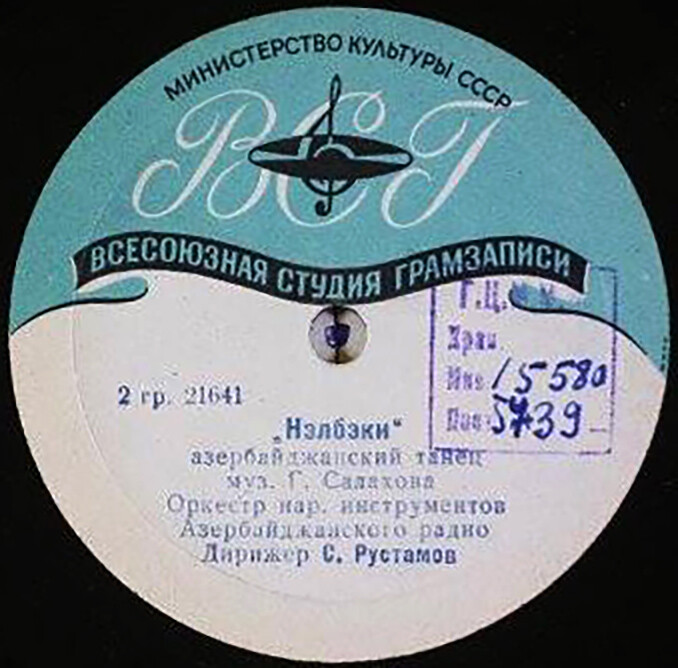 МИНИСТЕРСТВО КУЛЬТУРЫ СССР
ВСГ
ВСЕСОЮЗНАЯ СТУДИЯ ГРАМЗАПИСИ
Г.Ц.
Хран
Инв 15580
5739
2 гр. 21641
„Нэлбэки“
азербайджанский танец
муз. Г. Салахова
Оркестр нар. инструментов
Азербайджанского радио
Дирижер С. Рустамов